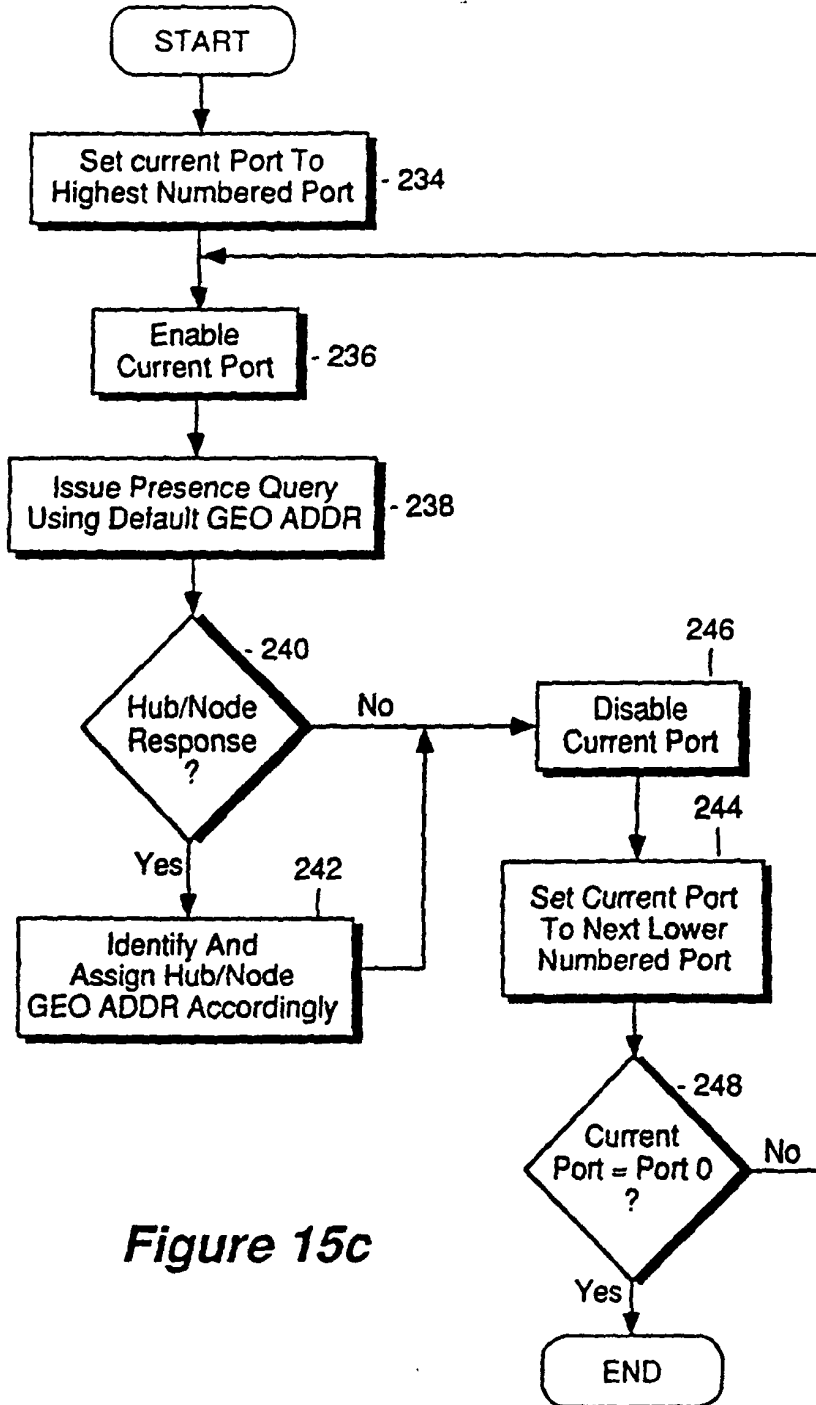 START
Set current Port To
Highest Numbered Port
- 234
Enable
Current Port
- 236
Issue Presence Query
Using Default GEO ADDR
- 238
- 240
Hub/Node
Response
?
No
Yes
242
Identify And
Assign Hub/Node
GEO ADDR Accordingly
246
Disable
Current Port
244
Set Current Port
To Next Lower
Numbered Port
- 248
Current
Port = Port 0
?
No
Yes
END
Figure 15c